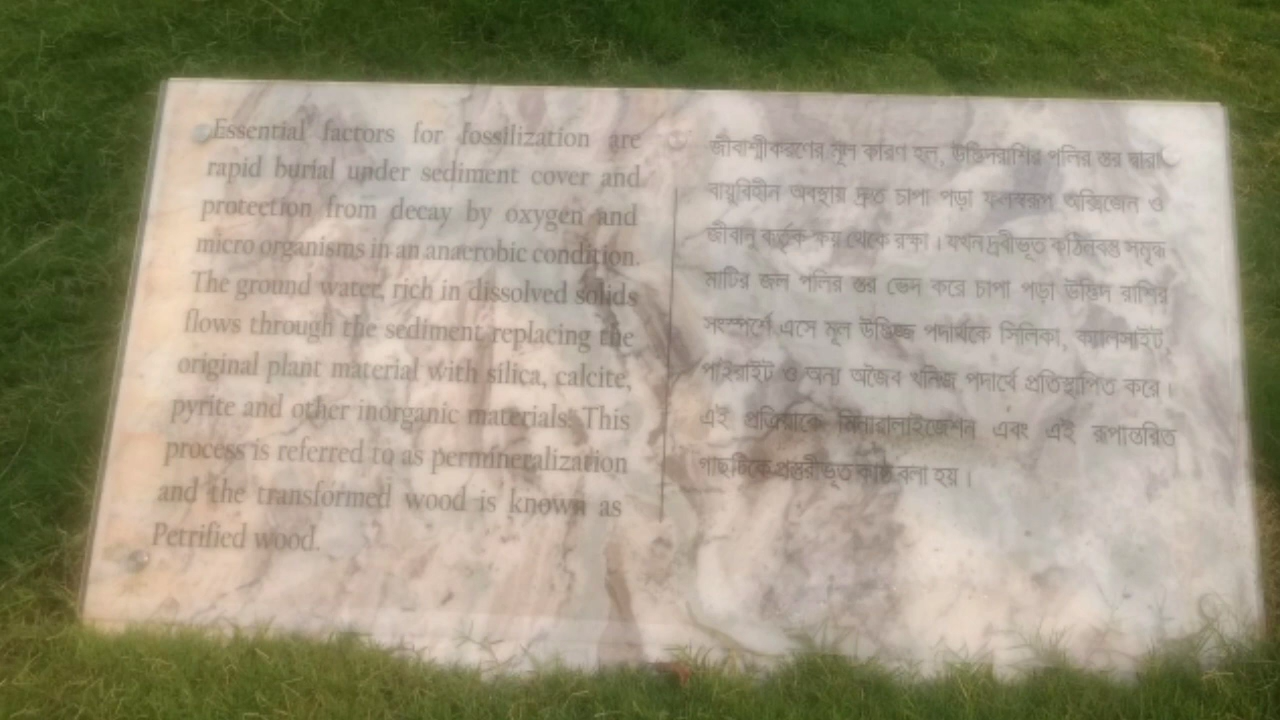 Essential factors for fossilization are
rapid burial under sediment cover and
protection from decay by oxygen and
micro organisms in an anaerobic condition.
The ground water, rich in dissolved solids
flows through the sediment replacing the
original plant material with silica, calcite,
pyrite and other inorganic materials. This
process is referred to as permineralization
and the transformed wood is known as
Petrified wood.
জীবাশ্মীকরণের মূল কারণ হল, উদ্ভিদরাশির পলির স্তর দ্বারা
বায়ুবিহীন অবস্থায় দ্রুত চাপা পড়া ফলস্বরূপ অক্সিজেন ও
জীবানু কর্তৃক ক্ষয় থেকে রক্ষা । যখন দ্রবীভূত কঠিনবস্তু সমৃদ্ধ
মাটির জল পলির স্তর ভেদ করে চাপা পড়া উদ্ভিদ রাশির
সংস্পর্শে এসে মূল উদ্ভিজ্জ পদার্থকে সিলিকা, ক্যালসাইট,
পাইরাইট ও অন্য অজৈব খনিজ পদার্থে প্রতিস্থাপিত করে ।
এই প্রক্রিয়াকে মিনারালাইজেশন এবং এই রূপান্তরিত
গাছটিকে প্রস্তরীভূত কাষ্ঠ বলা হয় ।